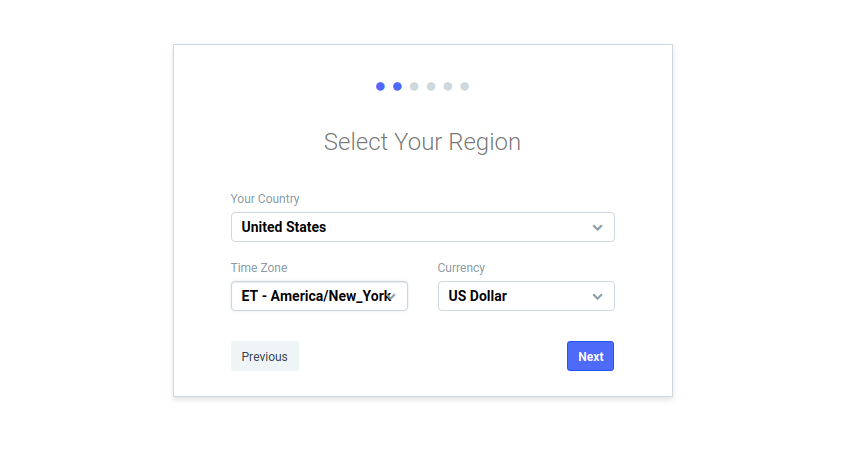 Select Your Region
Your Country
United States
Time Zone
Currency
ET - America/New_York
US Dollar
Previous
Next